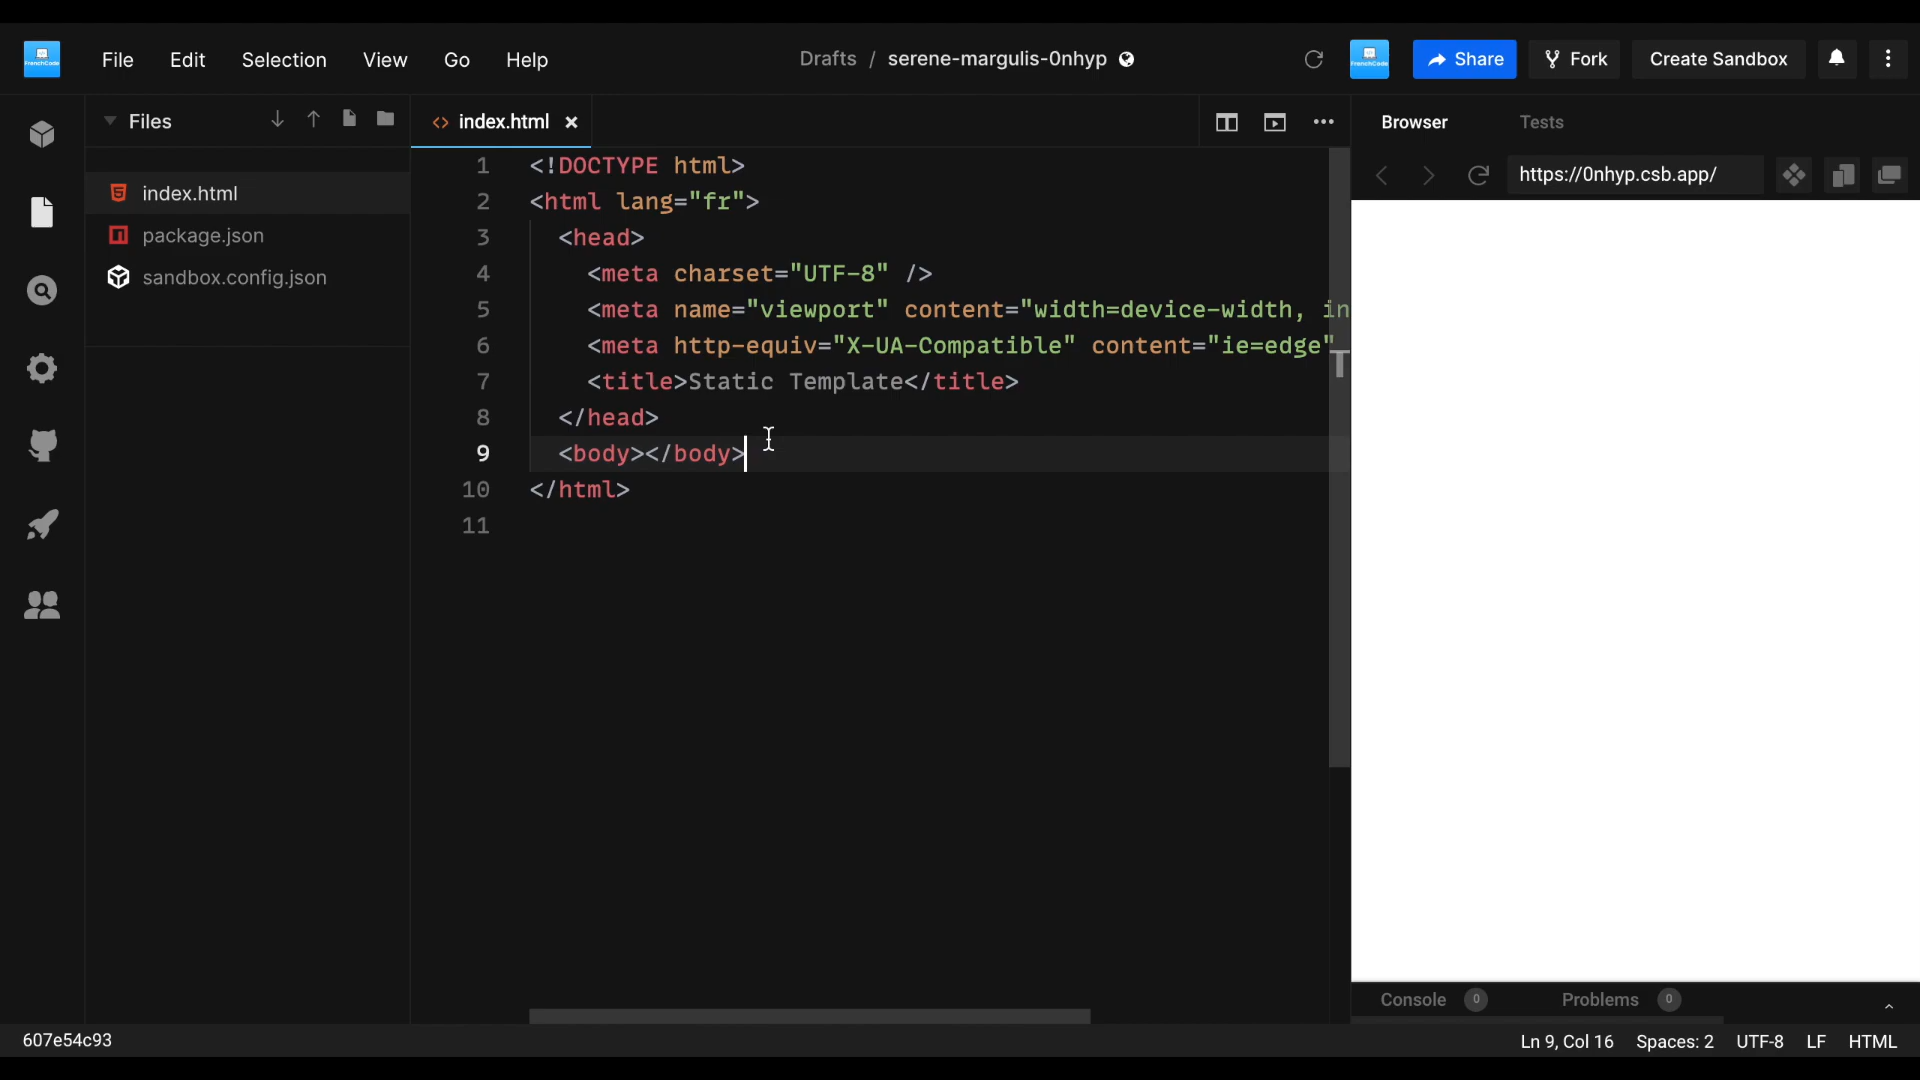 File Edit Selection View Go Help
Drafts / serene-margulis-0nhyp
Share Fork Create Sandbox
Files
index.html
package.json
sandbox.config.json
index.html
1 <!DOCTYPE html>
2 <html lang="fr">
3 <head>
4 <meta charset="UTF-8" />
5 <meta name="viewport" content="width=device-width, in
6 <meta http-equiv="X-UA-Compatible" content="ie=edge"
7 <title>Static Template</title>
8 </head>
9 <body></body>
10 </html>
11
Browser Tests
https://0nhyp.csb.app/
Console 0 Problems 0
607e54c93
Ln 9, Col 16 Spaces: 2 UTF-8 LF HTML